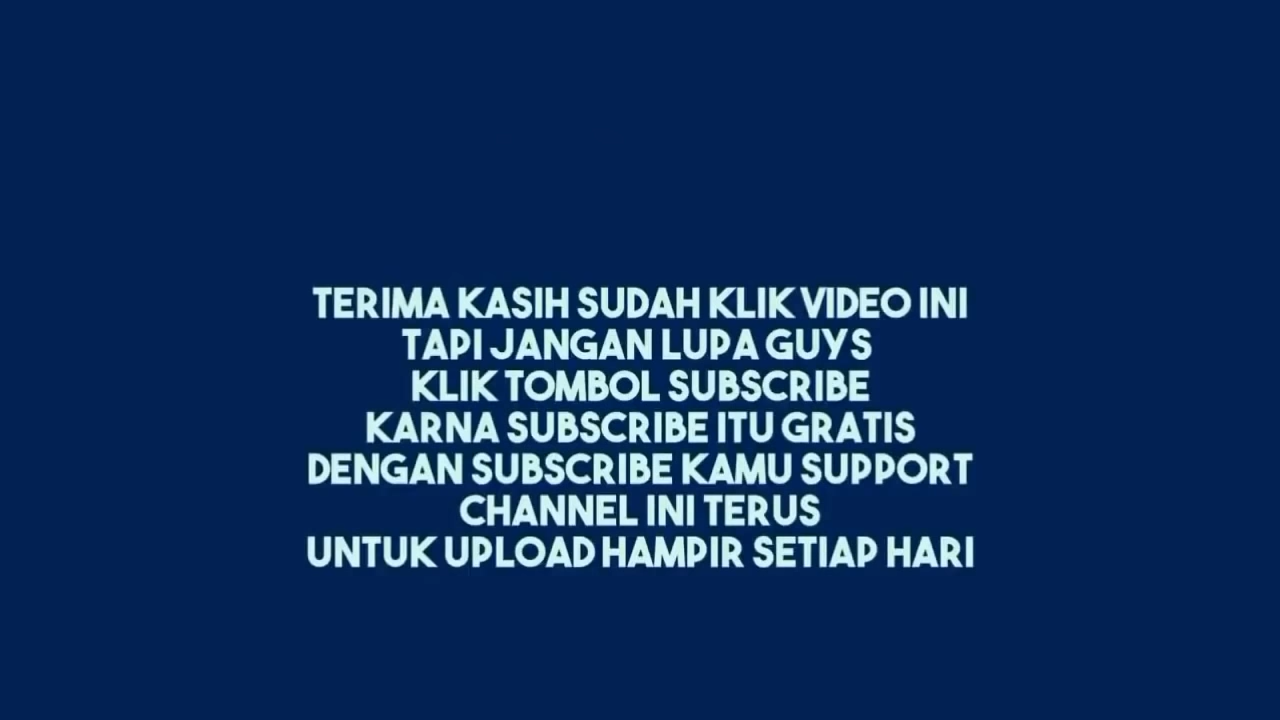 TERIMA KASIH SUDAH KLIK VIDEO INI
TAPI JANGAN LUPA GUYS
KLIK TOMBOL SUBSCRIBE
KARNA SUBSCRIBE ITU GRATIS
DENGAN SUBSCRIBE KAMU SUPPORT
CHANNEL INI TERUS
UNTUK UPLOAD HAMPIR SETIAP HARI